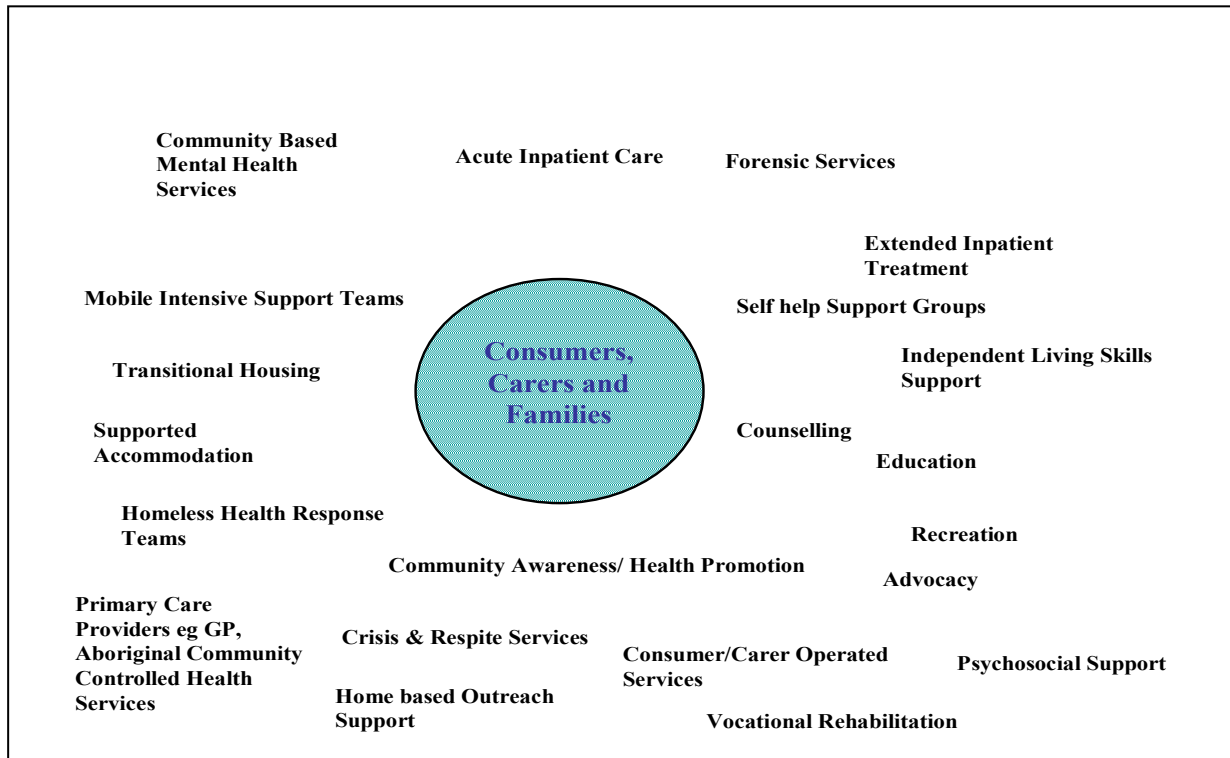 Community Based
Mental Health
Services
Acute Inpatient Care
Forensic Services
Extended Inpatient
Treatment
Mobile Intensive Support Teams
Self help Support Groups
Consumers,
Carers and
Families
Independent Living Skills
Support
Transitional Housing
Supported
Accommodation
Counselling
Education
Homeless Health Response
Teams
Recreation
Community Awareness/ Health Promotion
Advocacy
Primary Care
Providers eg GP,
Aboriginal Community
Controlled Health
Services
Crisis & Respite Services
Consumer/Carer Operated
Services
Psychosocial Support
Home based Outreach
Support
Vocational Rehabilitation